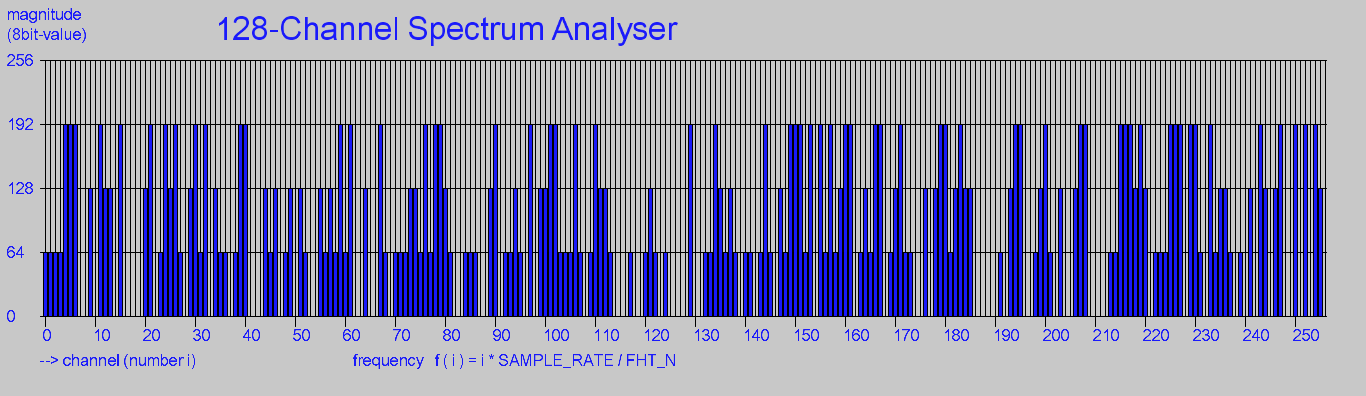 magnitude
(8bit-value)
128-Channel Spectrum Analyser
256
192
128
64
0
0 10 20 30 40 50 60 70 80 90 100 110 120 130 140 150 160 170 180 190 200 210 220 230 240 250
--> channel (number i) frequency f ( i ) = i * SAMPLE_RATE / FHT_N